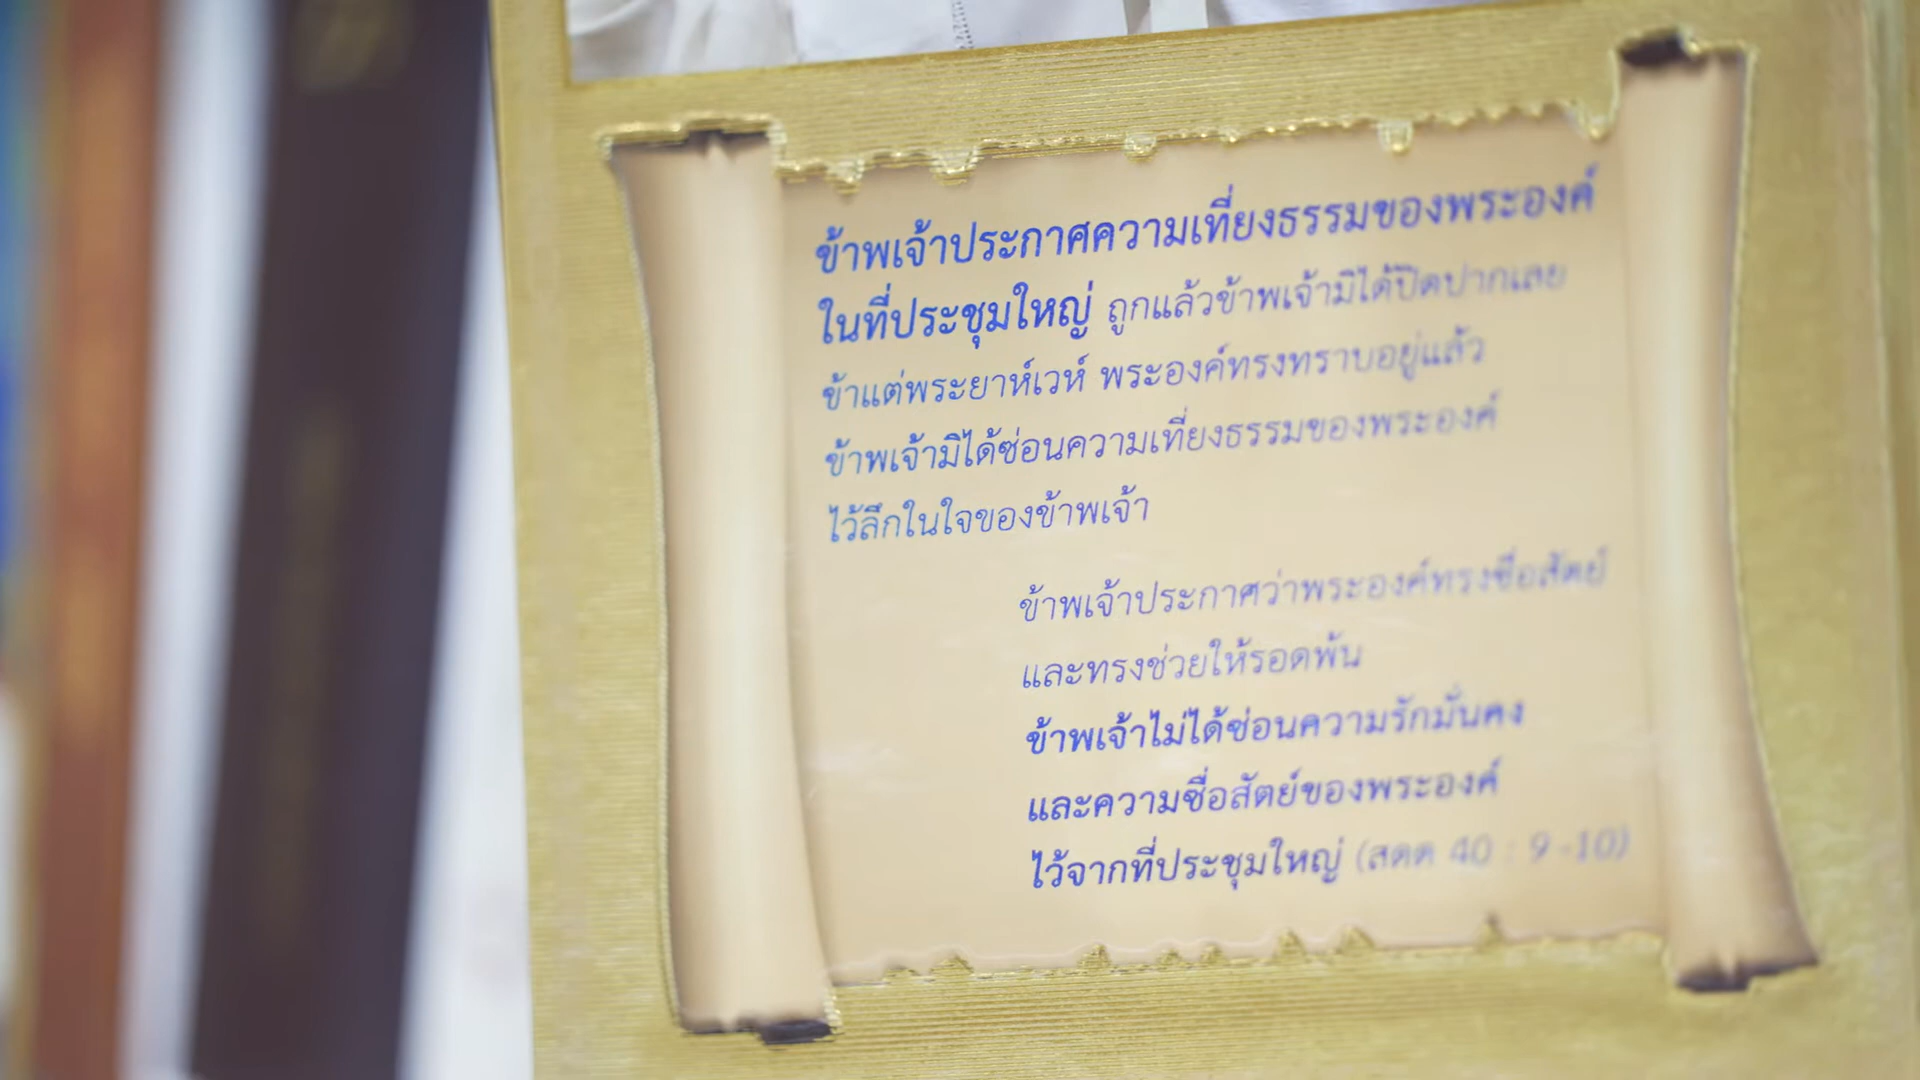 ข้าพเจ้าประกาศความเที่ยงธรรมของพระองค์
ในที่ประชุมใหญ่ ถูกแล้วข้าพเจ้ามิได้ปิดปากเลย
ข้าแต่พระยาห์เวห์ พระองค์ทรงทราบอยู่แล้ว
ข้าพเจ้ามิได้ซ่อนความเที่ยงธรรมของพระองค์
ไว้ลึกในใจของข้าพเจ้า
ข้าพเจ้าประกาศว่าพระองค์ทรงซื่อสัตย์
และทรงช่วยให้รอดพ้น
ข้าพเจ้าไม่ได้ซ่อนความรักมั่นคง
และความซื่อสัตย์ของพระองค์
ไว้จากที่ประชุมใหญ่ (สดด 40 : 9 -10)